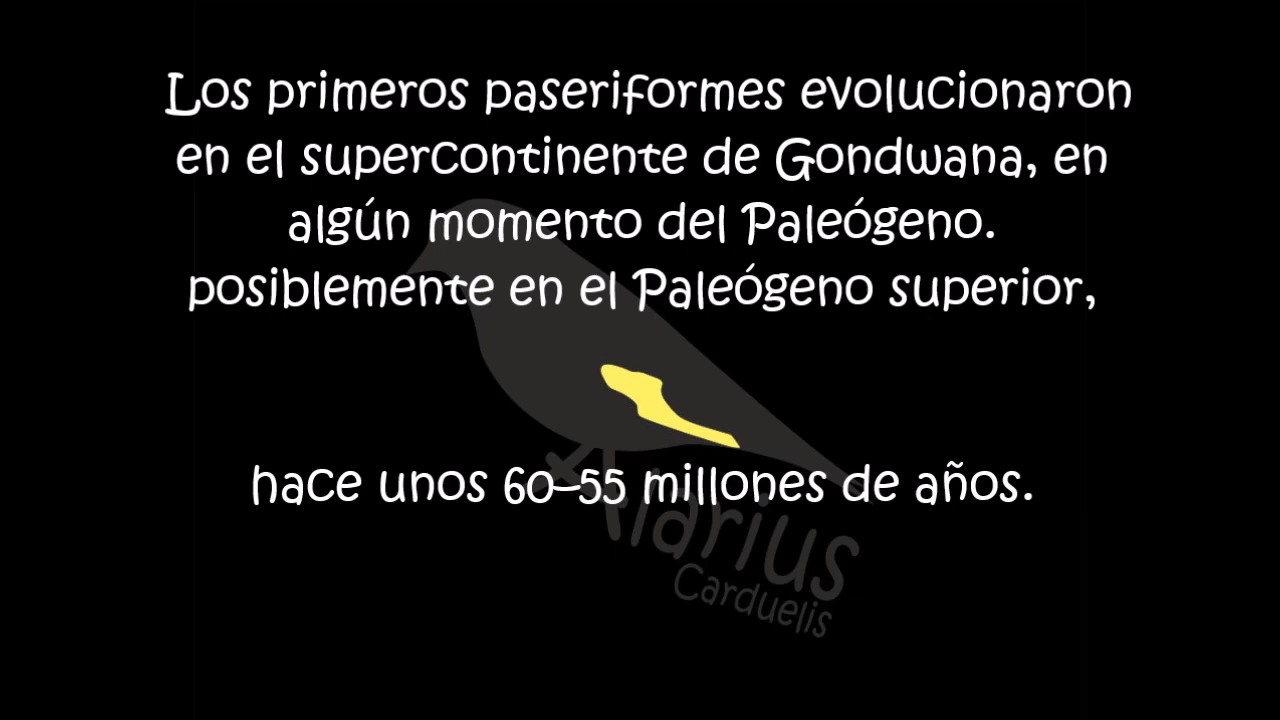 Los primeros paseriformes evolucionaron
en el supercontinente de Gondwana, en
algún momento del Paleógeno.
posiblemente en el Paleógeno superior,
hace unos 60–55 millones de años.
Alarius
Carduelis